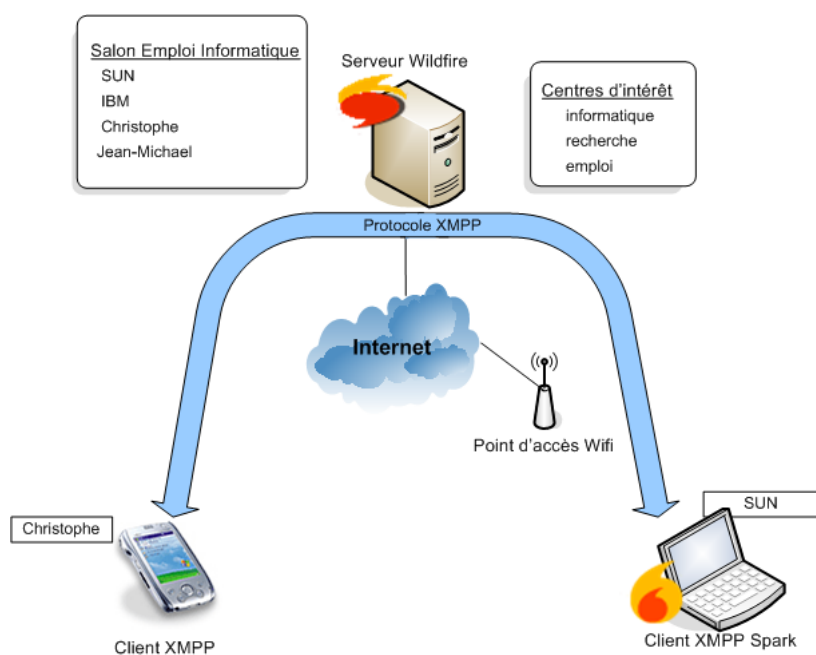 Salon Emploi Informatique
SUN
IBM
Christophe
Jean-Michael
Serveur Wildfire
Centres d'intérêt
informatique
recherche
emploi
Protocole XMPP
Internet
Point d'accès Wifi
Christophe
SUN
Client XMPP
Client XMPP Spark